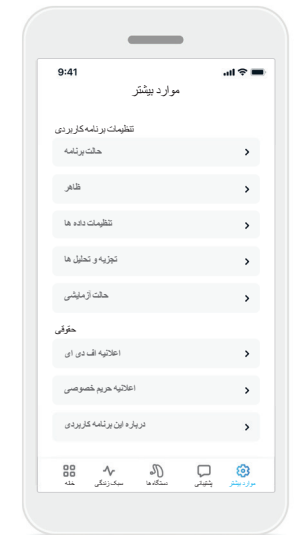 9:41
موارد بیشتر
تنظیمات برنامه کاربردی
حالت برنامه
ظاهر
تنظیمات داده ها
تجزیه و تحلیل ها
حالت آزمایشی
حقوقی
اعلانیه اف دی ای
اعلانیه حریم خصوصی
درباره این برنامه کاربردی
موارد بیشتر پشتیبانی دستگاه ها سبک زندگی خانه